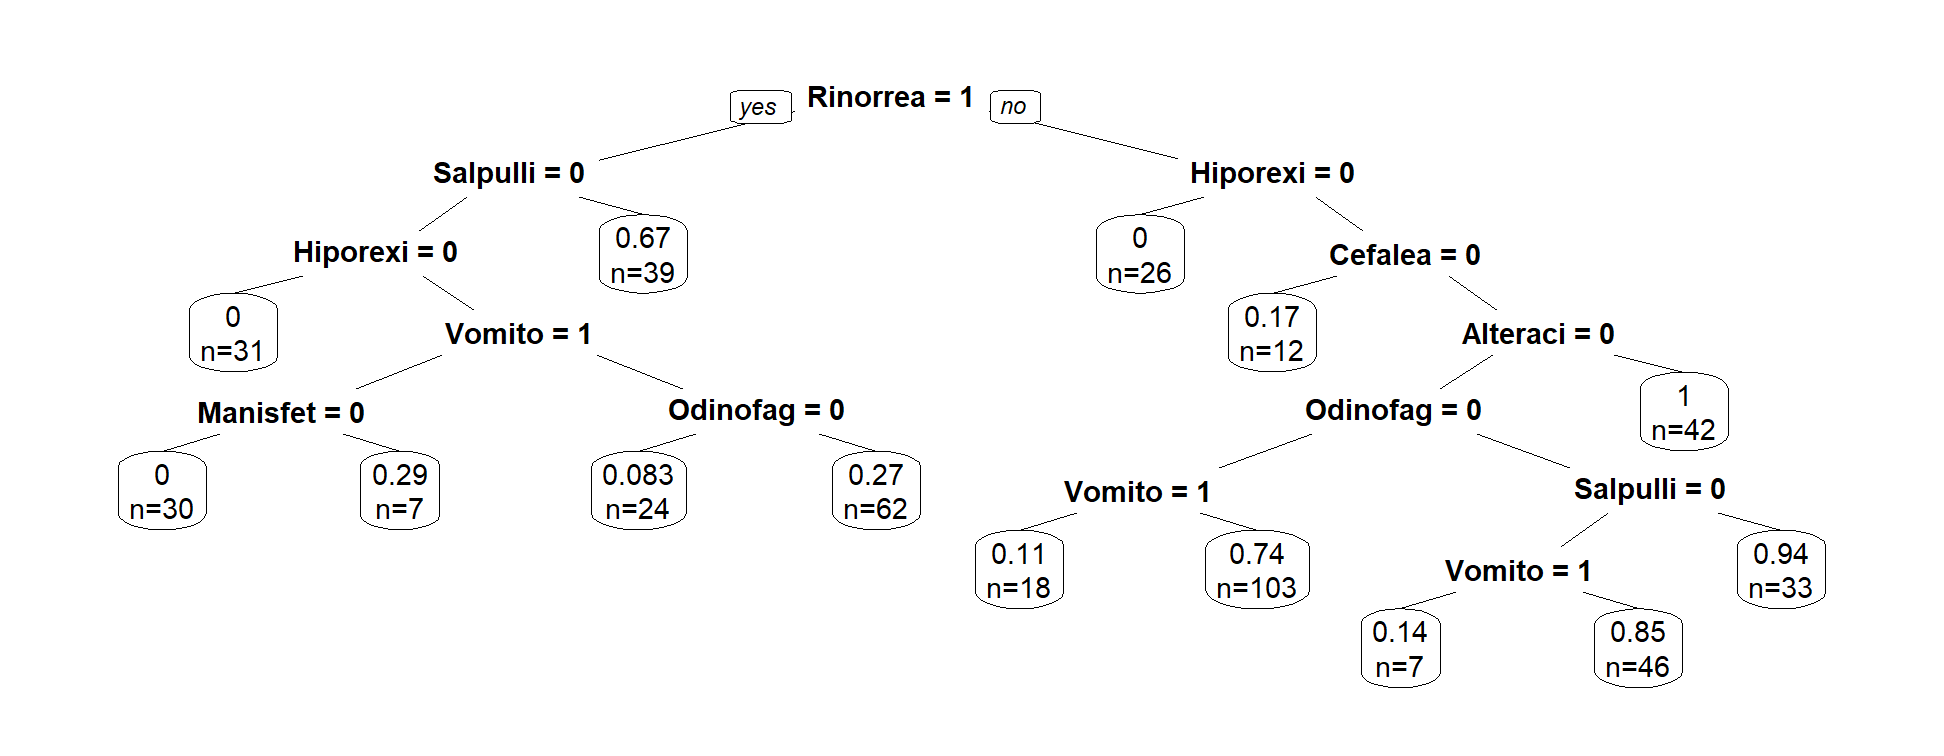 yes
Rinorrea = 1
no
Salpulli = 0
Hiporexi = 0
Hiporexi = 0
0.67
n=39
0
n=26
Cefalea = 0
0
n=31
Vomito = 1
0.17
n=12
Alteraci = 0
Manisfet = 0
Odinofag = 0
Odinofag = 0
1
n=42
0
n=30
0.29
n=7
0.083
n=24
0.27
n=62
Vomito = 1
Salpulli = 0
0.11
n=18
0.74
n=103
Vomito = 1
0.94
n=33
0.14
n=7
0.85
n=46